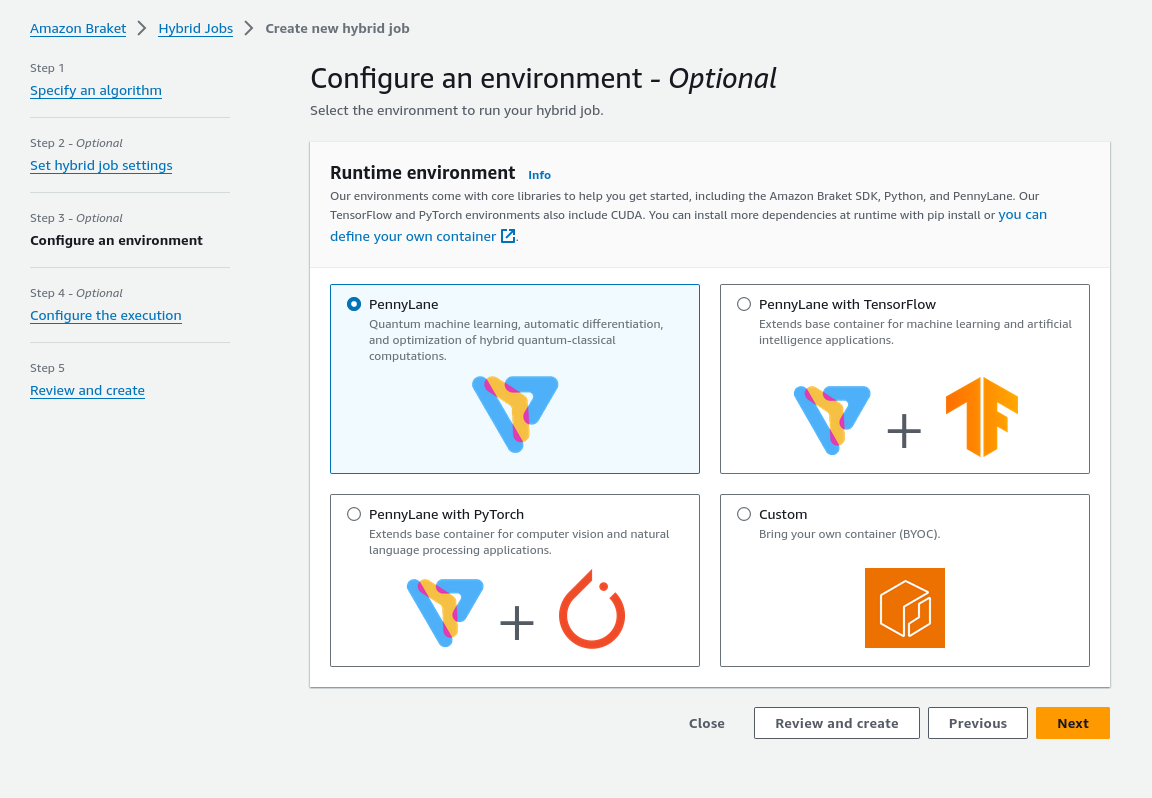 Amazon Braket > Hybrid Jobs > Create new hybrid job
Step 1
Specify an algorithm
Step 2 - Optional
Set hybrid job settings
Step 3 - Optional
Configure an environment
Step 4 - Optional
Configure the execution
Step 5
Review and create
Configure an environment - Optional
Select the environment to run your hybrid job.
Runtime environment Info
Our environments come with core libraries to help you get started, including the Amazon Braket SDK, Python, and PennyLane. Our
TensorFlow and PyTorch environments also include CUDA. You can install more dependencies at runtime with pip install or you can
define your own container.
PennyLane
Quantum machine learning, automatic differentiation,
and optimization of hybrid quantum-classical
computations.
PennyLane with TensorFlow
Extends base container for machine learning and artificial
intelligence applications.
+
PennyLane with PyTorch
Extends base container for computer vision and natural
language processing applications.
+
Custom
Bring your own container (BYOC).
Close Review and create Previous Next